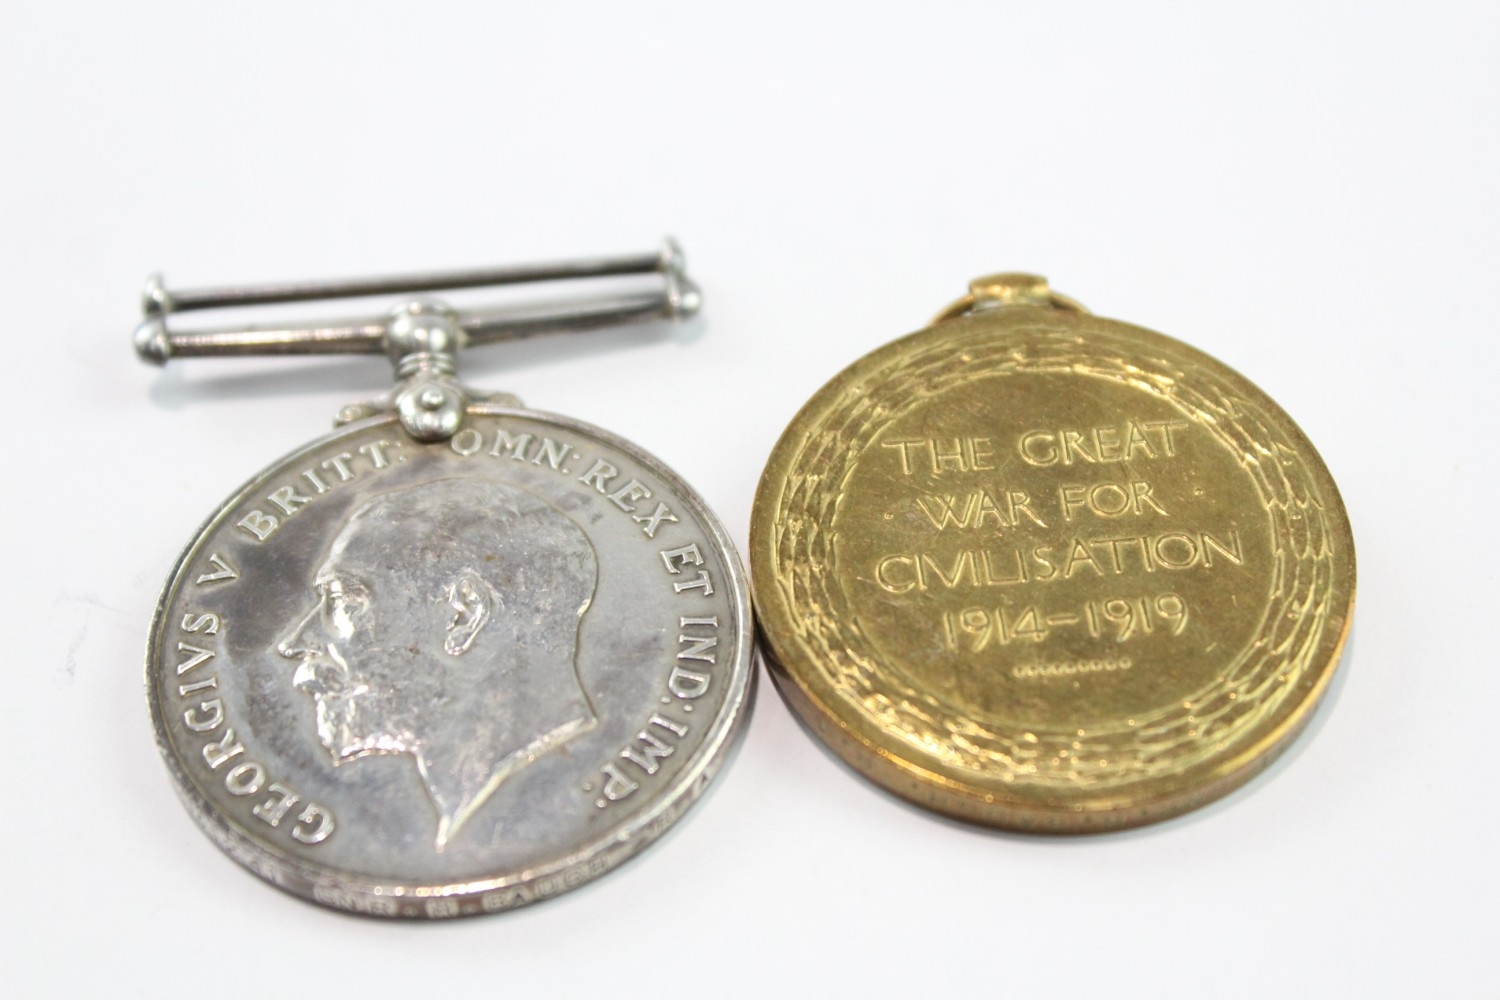 GEORGIVS V BRITT: OMN: REX ET IND: IMP:
THE GREAT
WAR FOR
CIVILISATION
1914-1919